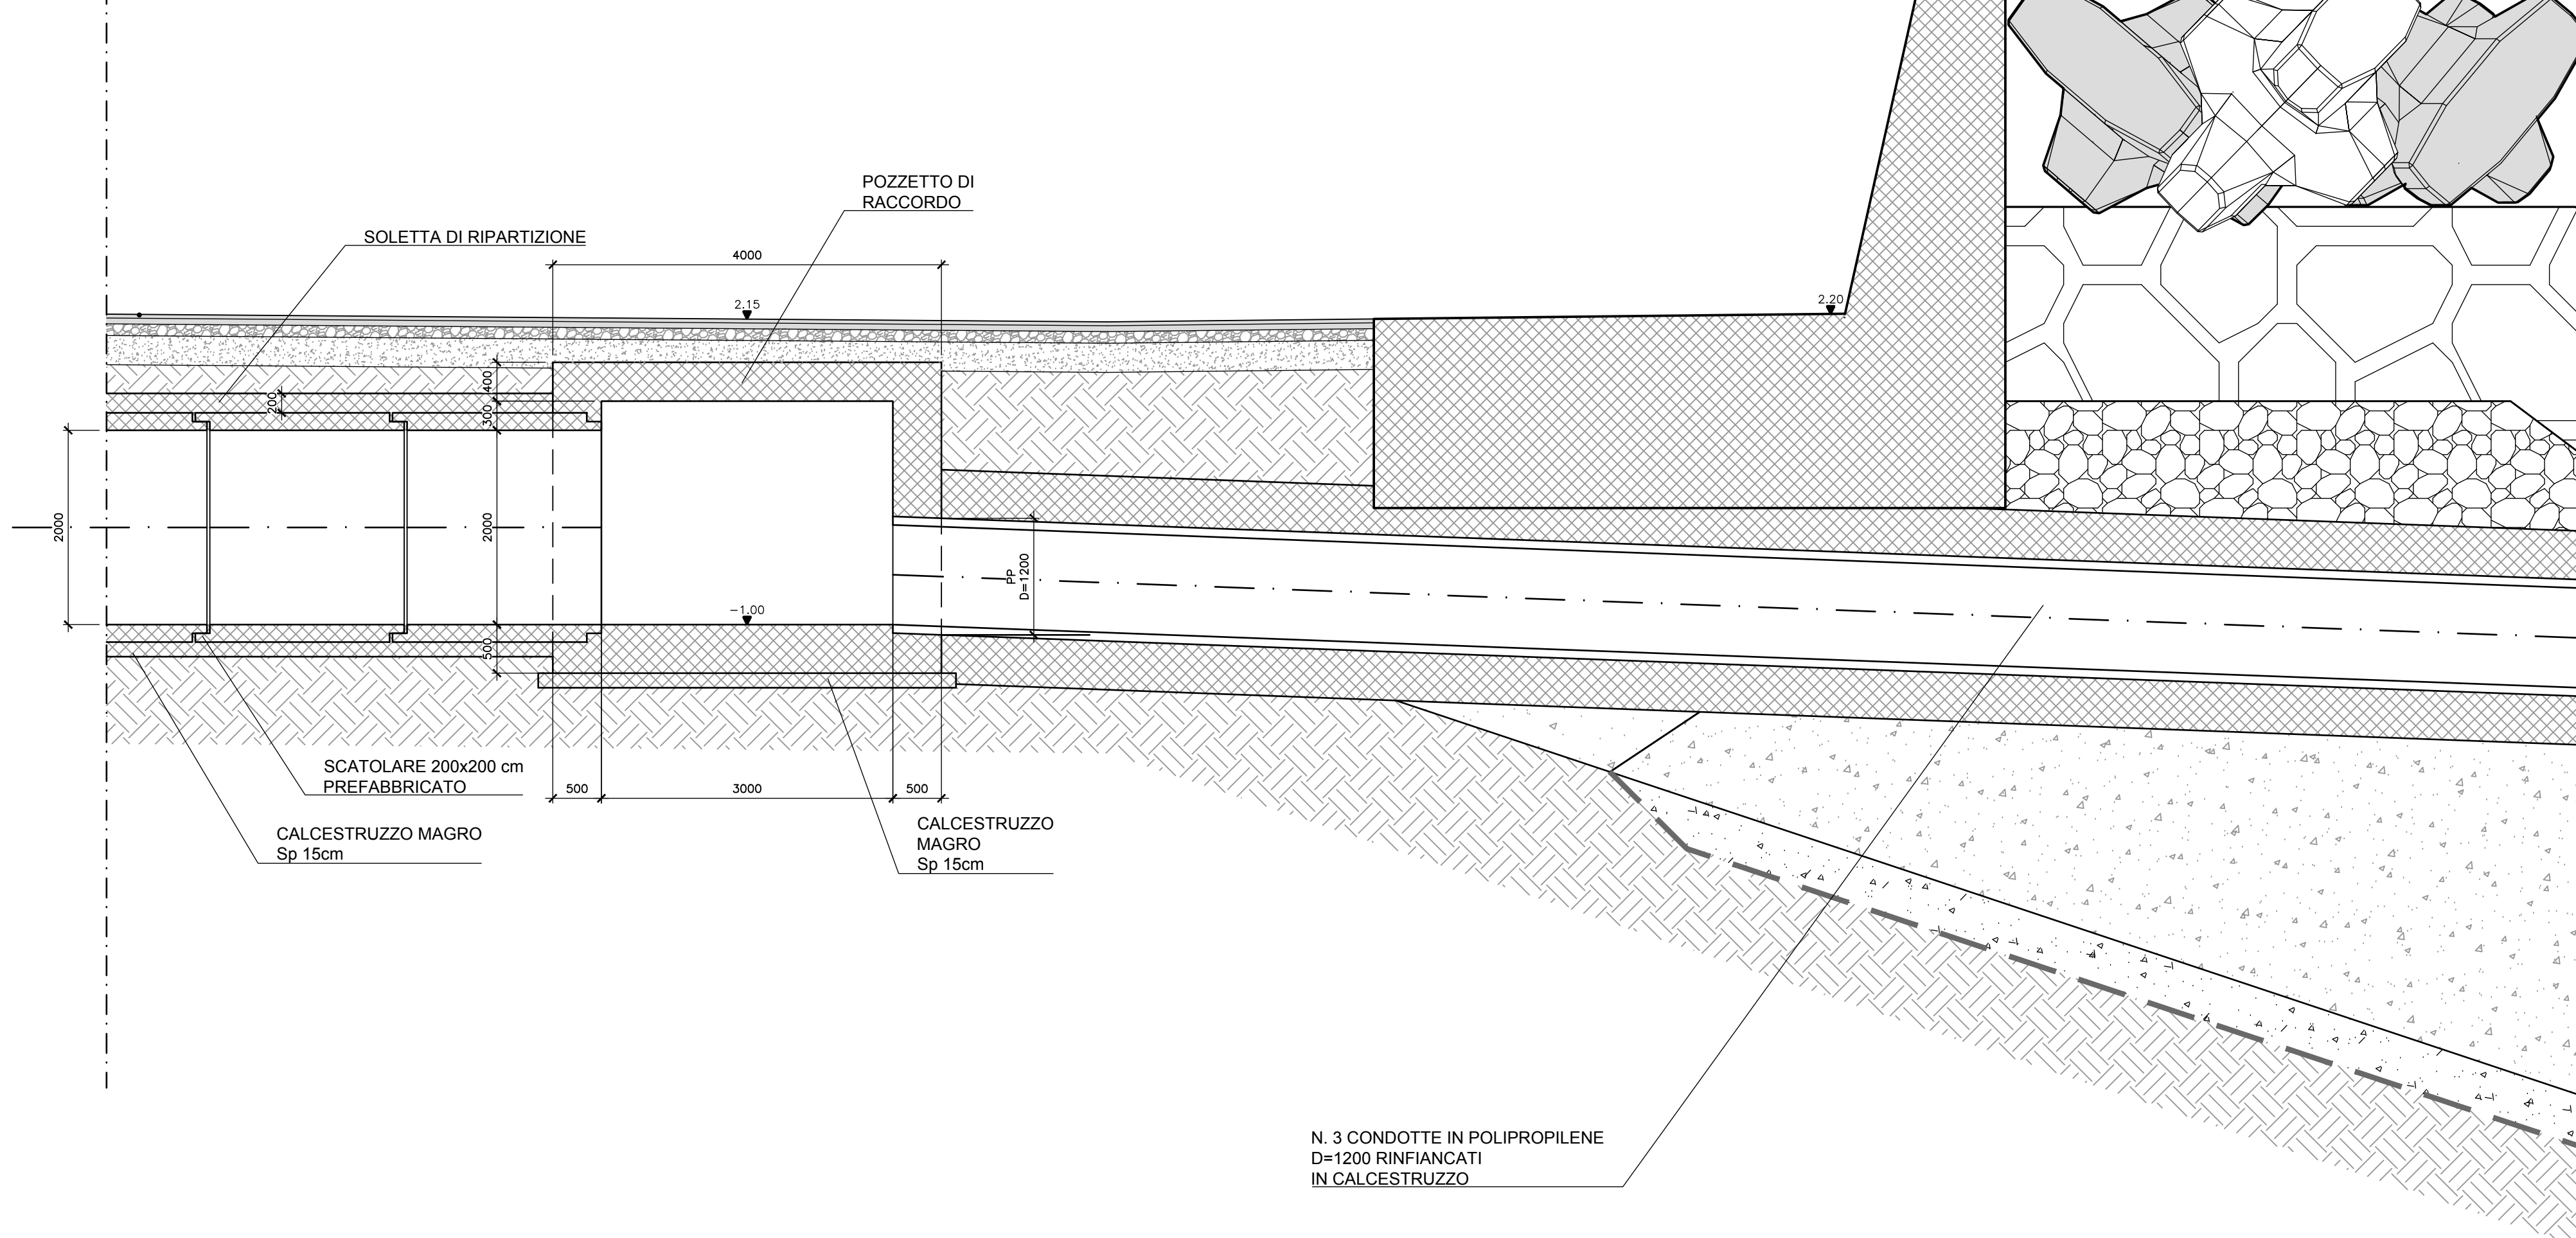 POZZETTO DI
RACCORDO
SOLETTA DI RIPARTIZIONE
4000
2.15
2.20
400
200
300
2000
2000
PP
D=1200
-1.00
500
SCATOLARE 200x200 cm
PREFABBRICATO
500
3000
500
CALCESTRUZZO MAGRO
Sp 15cm
CALCESTRUZZO
MAGRO
Sp 15cm
N. 3 CONDOTTE IN POLIPROPILENE
D=1200 RINFIANCATI
IN CALCESTRUZZO